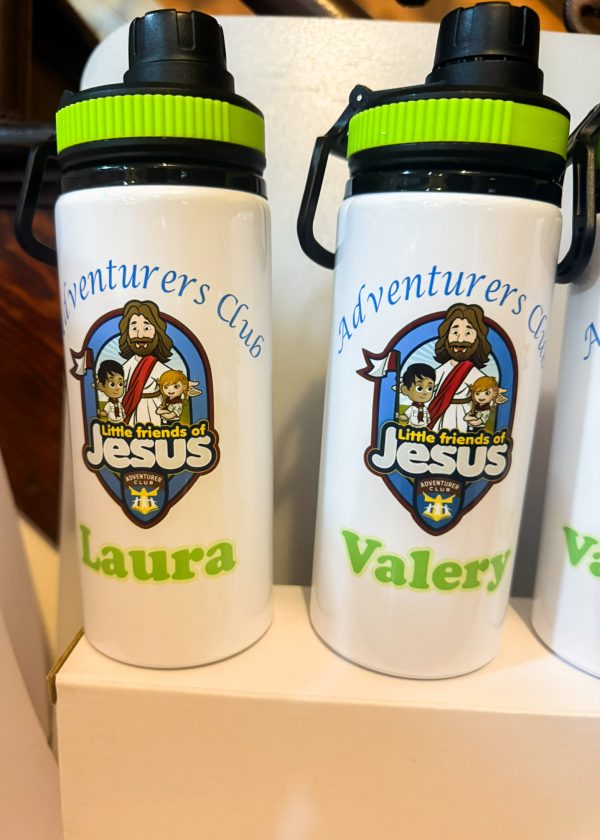 Adventurers Club
Little friends of
Jesus
ADVENTURER
CLUB
Laura
Adventurers Club
Little friends of
Jesus
ADVENTURER
CLUB
Valery